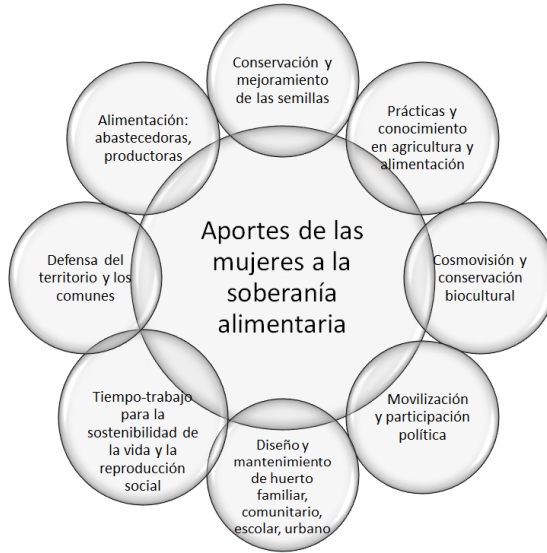 Aportes de las
mujeres a la
soberanía
alimentaria
Conservación y
mejoramiento
de las semillas
Prácticas y
conocimiento
en agricultura y
alimentación
Cosmovisión y
conservación
biocultural
Movilización
y participación
política
Diseño y
mantenimiento
de huerto
familiar,
comunitario,
escolar, urbano
Tiempo-trabajo
para la
sostenibilidad de
la vida y la
reproducción
social
Defensa del
territorio y los
comunes
Alimentación:
abastecedoras,
productoras